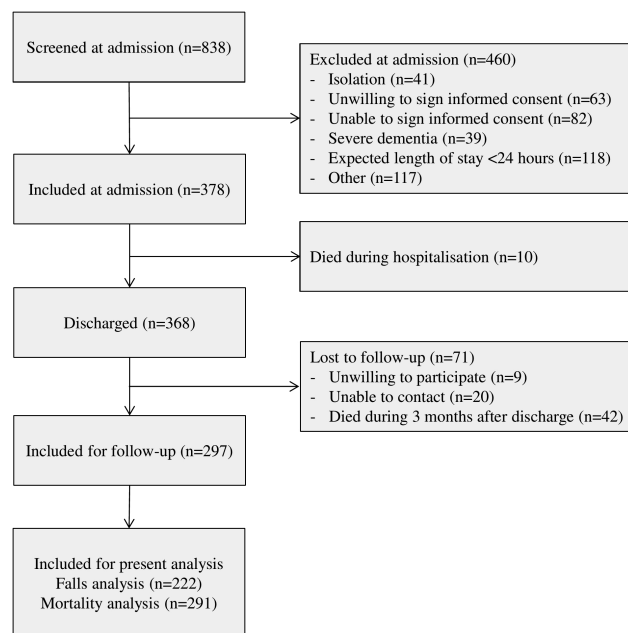 Screened at admission (n=838)
Excluded at admission (n=460)
- Isolation (n=41)
- Unwilling to sign informed consent (n=63)
- Unable to sign informed consent (n=82)
- Severe dementia (n=39)
- Expected length of stay <24 hours (n=118)
- Other (n=117)
Included at admission (n=378)
Died during hospitalisation (n=10)
Discharged (n=368)
Lost to follow-up (n=71)
- Unwilling to participate (n=9)
- Unable to contact (n=20)
- Died during 3 months after discharge (n=42)
Included for follow-up (n=297)
Included for present analysis
Falls analysis (n=222)
Mortality analysis (n=291)